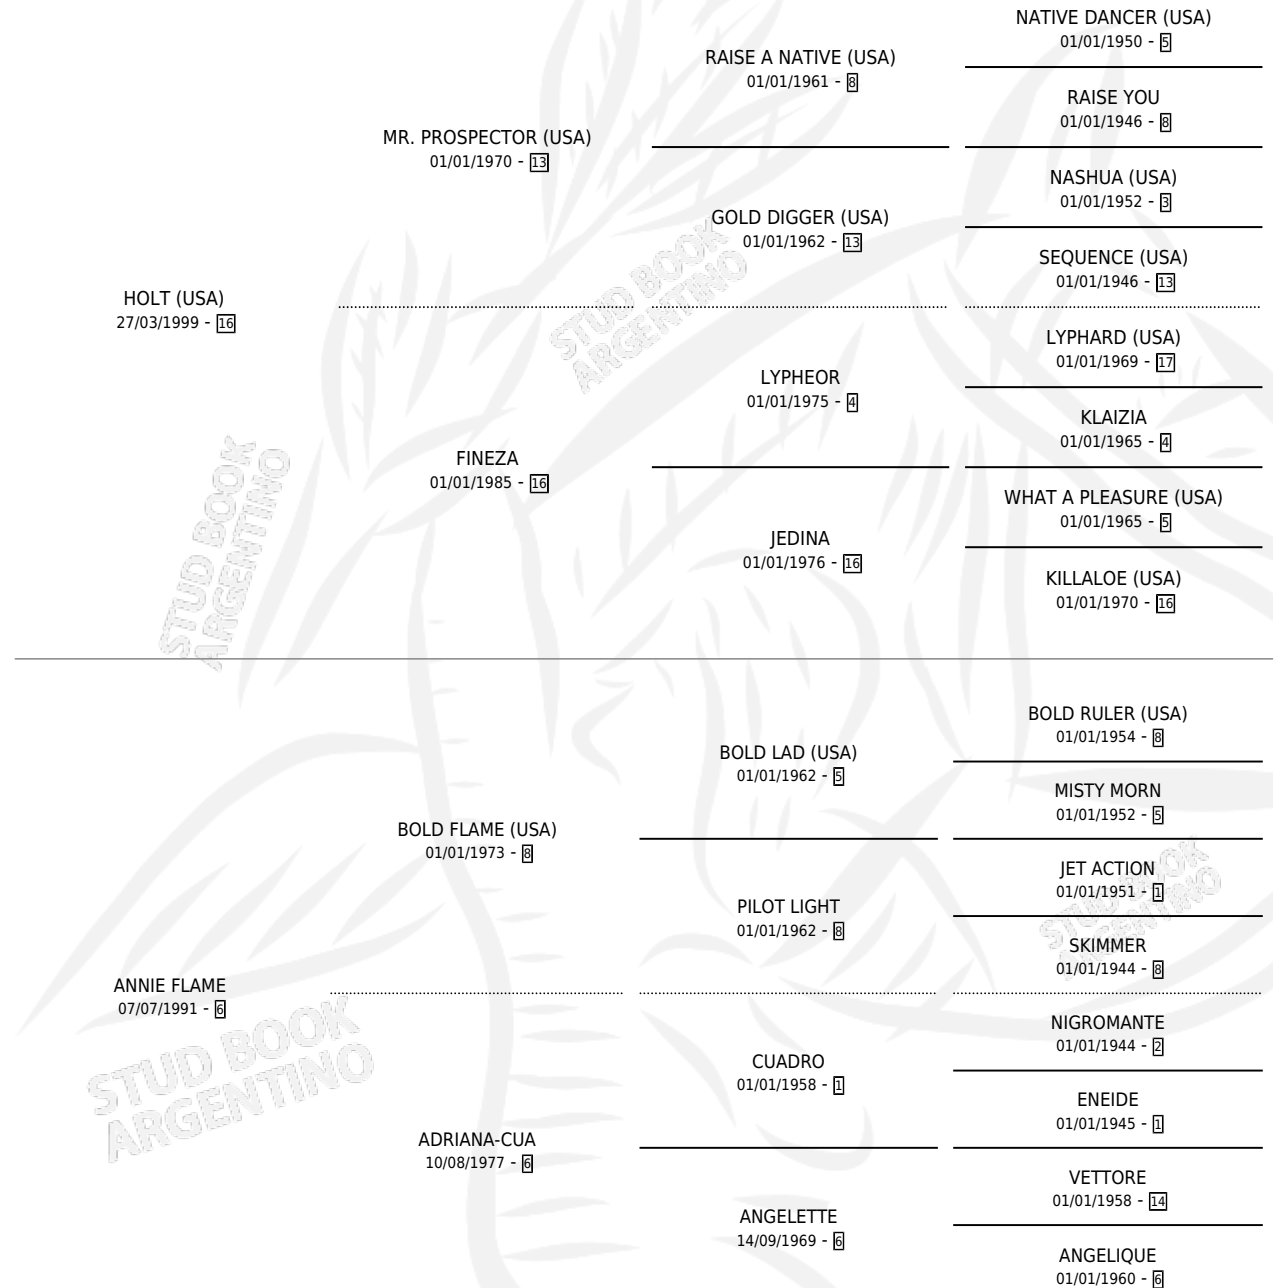 NATIVE DANCER (USA)
01/01/1950 - 5
RAISE A NATIVE (USA)
01/01/1961 - 8
RAISE YOU
01/01/1946 - 8
MR. PROSPECTOR (USA)
01/01/1970 - 13
NASHUA (USA)
01/01/1952 - 3
GOLD DIGGER (USA)
01/01/1962 - 13
SEQUENCE (USA)
01/01/1946 - 13
HOLT (USA)
27/03/1999 - 16
LYPHARD (USA)
01/01/1969 - 17
LYPHEOR
01/01/1975 - 4
KLAIZIA
01/01/1965 - 4
FINEZA
01/01/1985 - 16
WHAT A PLEASURE (USA)
01/01/1965 - 5
JEDINA
01/01/1976 - 16
KILLALOE (USA)
01/01/1970 - 16
BOLD RULER (USA)
01/01/1954 - 8
BOLD LAD (USA)
01/01/1962 - 5
MISTY MORN
01/01/1952 - 5
BOLD FLAME (USA)
01/01/1973 - 8
JET ACTION
01/01/1951 - 1
PILOT LIGHT
01/01/1962 - 8
SKIMMER
01/01/1944 - 8
ANNIE FLAME
07/07/1991 - 6
NIGROMANTE
01/01/1944 - 2
CUADRO
01/01/1958 - 1
ENEIDE
01/01/1945 - 1
ADRIANA-CUA
10/08/1977 - 6
VETTORE
01/01/1958 - 14
ANGELETTE
14/09/1969 - 6
ANGELIQUE
01/01/1960 - 6
STUD BOOK
ARGENTINO
STUD BOOK
ARGENTINO
STUD BOOK
ARGENTINO
STUD BOOK
ARGENTINO